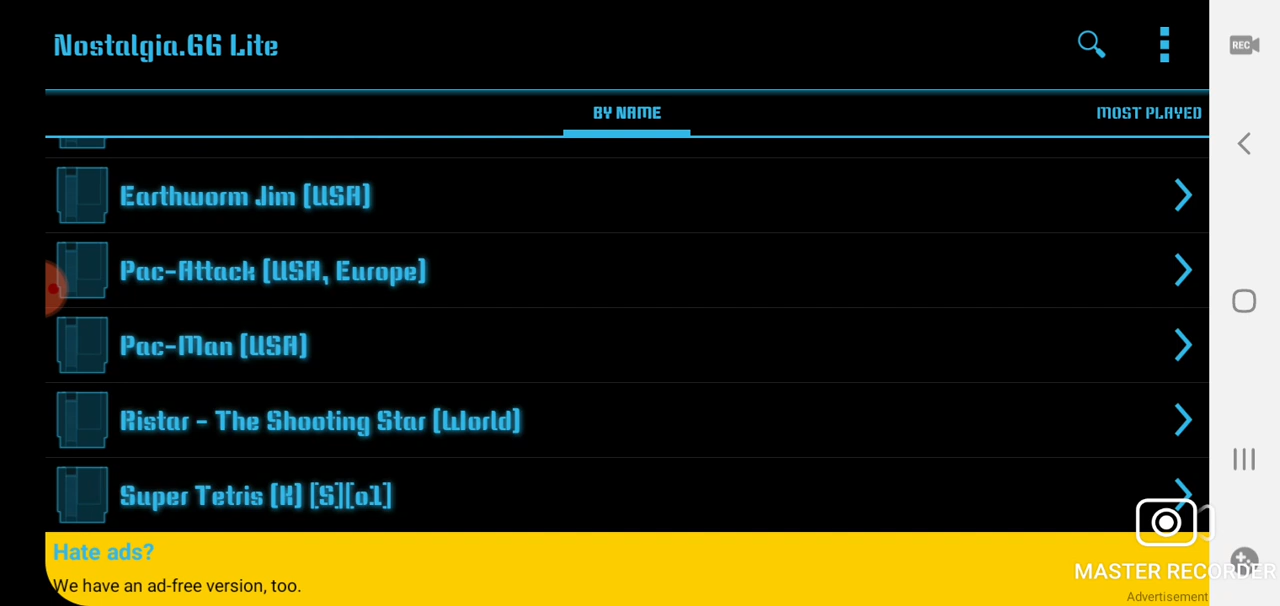 Nostalgia.GG Lite
REC
BY NAME
MOST PLAYED
Earthworm Jim (USA)
Pac-Attack (USA, Europe)
Pac-Man (USA)
Ristar - The Shooting Star (World)
Super Tetris (K) [S][o1]
Hate ads?
We have an ad-free version, too.
MASTER RECORDER
Advertisement